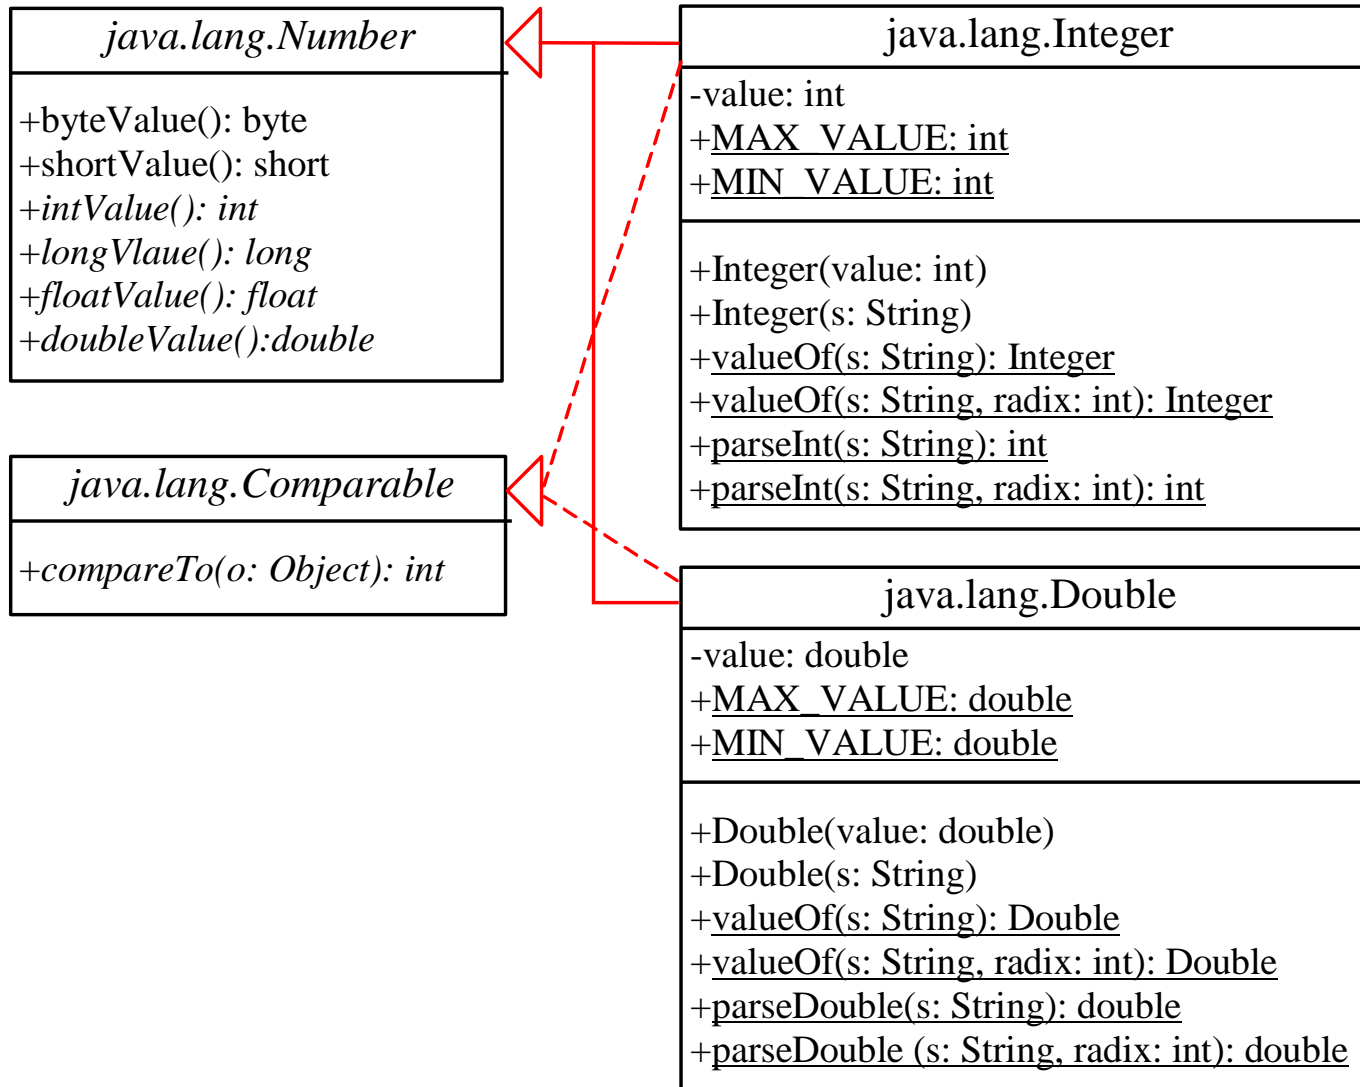 java.lang.Number
+byteValue(): byte
+shortValue(): short
+intValue(): int
+longVlaue(): long
+floatValue(): float
+doubleValue():double
java.lang.Comparable
+compareTo(o: Object): int
java.lang.Integer
-value: int
+MAX_VALUE: int
+MIN_VALUE: int
+Integer(value: int)
+Integer(s: String)
+valueOf(s: String): Integer
+valueOf(s: String, radix: int): Integer
+parseInt(s: String): int
+parseInt(s: String, radix: int): int
java.lang.Double
-value: double
+MAX_VALUE: double
+MIN_VALUE: double
+Double(value: double)
+Double(s: String)
+valueOf(s: String): Double
+valueOf(s: String, radix: int): Double
+parseDouble(s: String): double
+parseDouble (s: String, radix: int): double